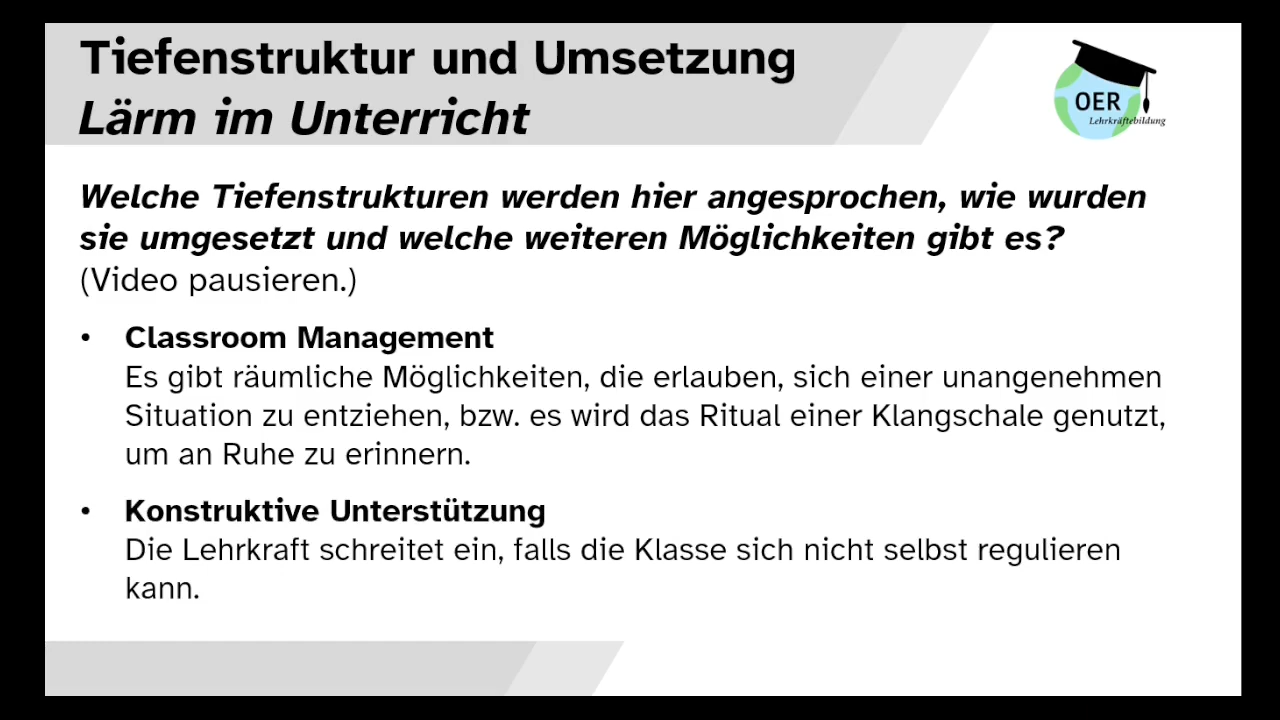 Tiefenstruktur und Umsetzung
Lärm im Unterricht
OER
Lehrkräftebildung
Welche Tiefenstrukturen werden hier angesprochen, wie wurden
sie umgesetzt und welche weiteren Möglichkeiten gibt es?
(Video pausieren.)
• Classroom Management
Es gibt räumliche Möglichkeiten, die erlauben, sich einer unangenehmen
Situation zu entziehen, bzw. es wird das Ritual einer Klangschale genutzt,
um an Ruhe zu erinnern.
• Konstruktive Unterstützung
Die Lehrkraft schreitet ein, falls die Klasse sich nicht selbst regulieren
kann.